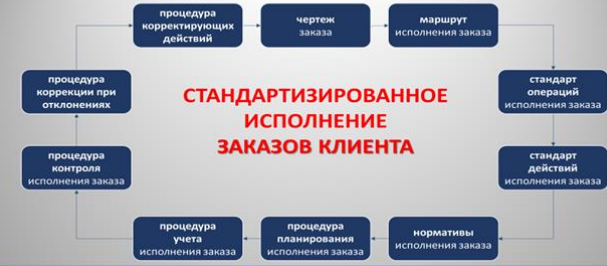 процедура
корректирующих
действий
чертеж
заказа
маршрут
исполнения заказа
процедура
коррекции при
отклонениях
СТАНДАРТИЗИРОВАННОЕ
ИСПОЛНЕНИЕ
ЗАКАЗОВ КЛИЕНТА
стандарт
операций
исполнения заказа
процедура
контроля
исполнения заказа
стандарт
действий
исполнения заказа
процедура
учета
исполнения заказа
процедура
планирования
исполнения заказа
нормативы
исполнения заказа